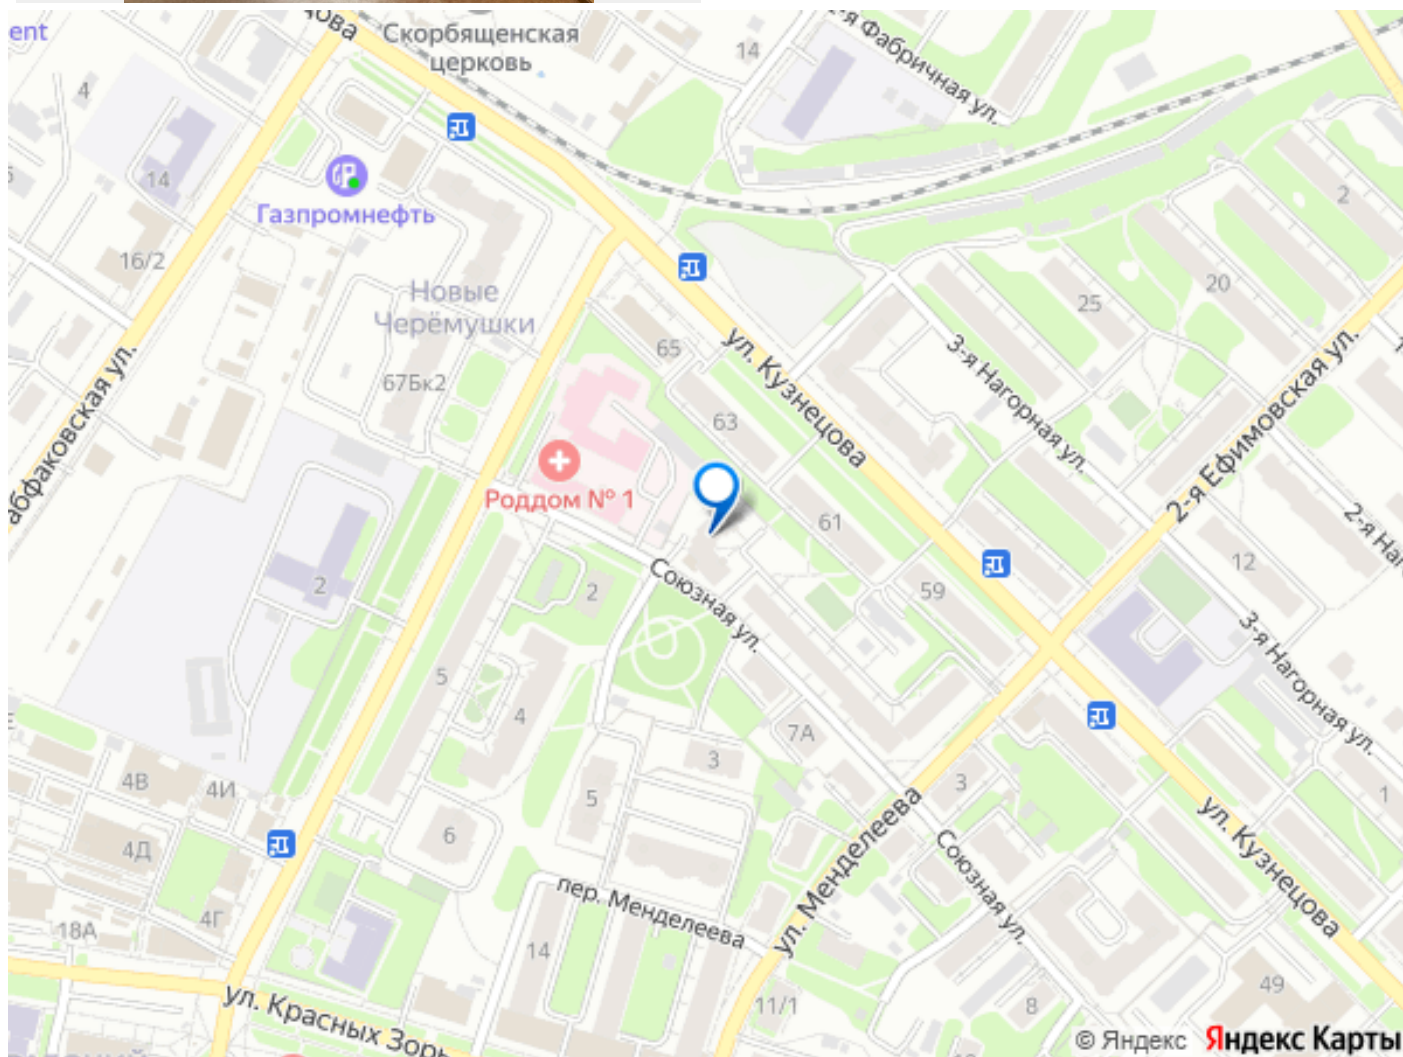 ent
Скорбященская
церковь
14
2-я Фабричная ул.
4
14
Газпромнефть
16/2
Новые
Черёмушки
67Бк2
65
ул. Кузнецова
63
61
59
25
20
2
3-я Нагорная ул.
2-я Ефимовская ул.
12
3-я Нагорная ул.
Роддом № 1
Союзная ул.
2
2
5
4
7А
3
5
6
3
4В
4И
4Д
4Г
18А
ул. Менделеева
пер. Менделеева
14
11/1
Союзная ул.
8
ул. Кузнецова
1
49
ул. Красных Зорь
© Яндекс Яндекс Карты